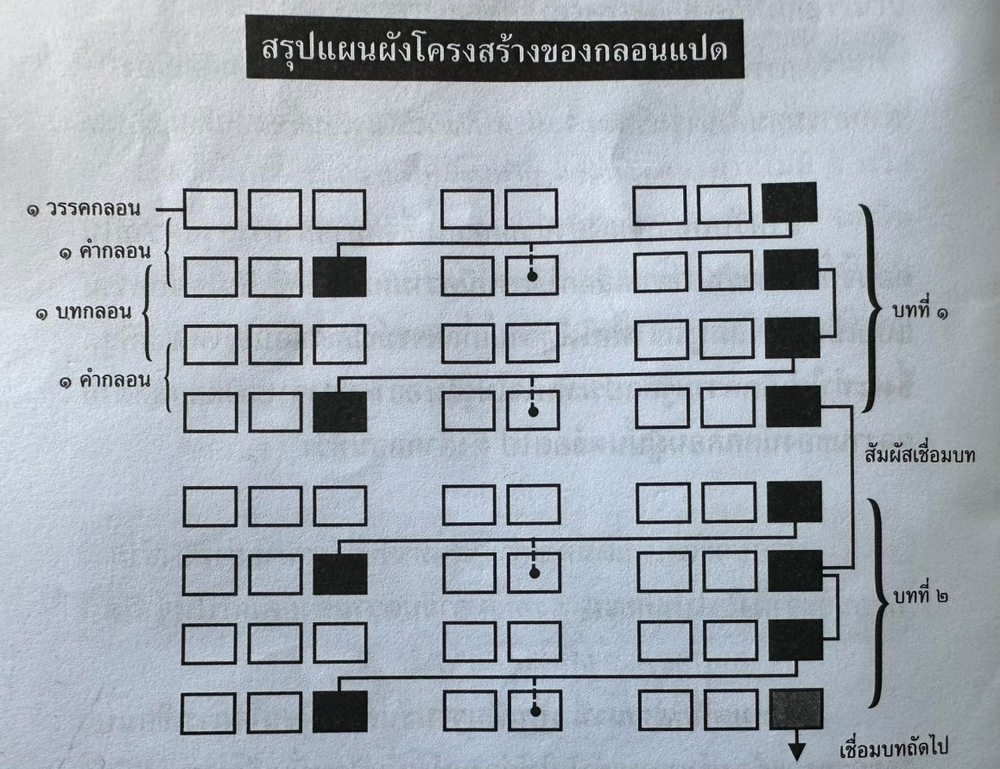 สรุปแผนผังโครงสร้างของกลอนแปด
๑ วรรคกลอน
๑ คำกลอน
๑ บทกลอน
๑ คำกลอน
บทที่ ๑
สัมผัสเชื่อมบท
บทที่ ๒
เชื่อมบทถัดไป